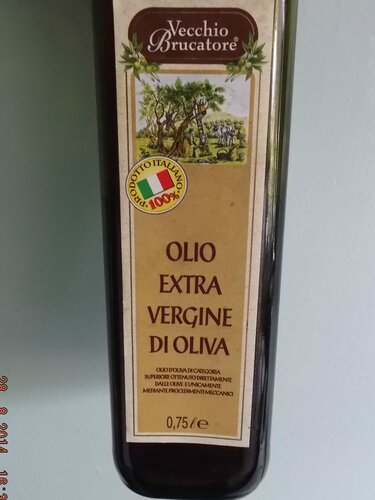 Vecchio
Brucatore®
PRODOTTO ITALIANO
100%
OLIO
EXTRA
VERGINE
DI OLIVA
OLIO D'OLIVA DI CATEGORIA
SUPERIORE OTTENUTO DIRETTAMENTE
DALLE OLIVE E UNICAMENTE
MEDIANTE PROCEDIMENTI MECCANICI
0,75 l e